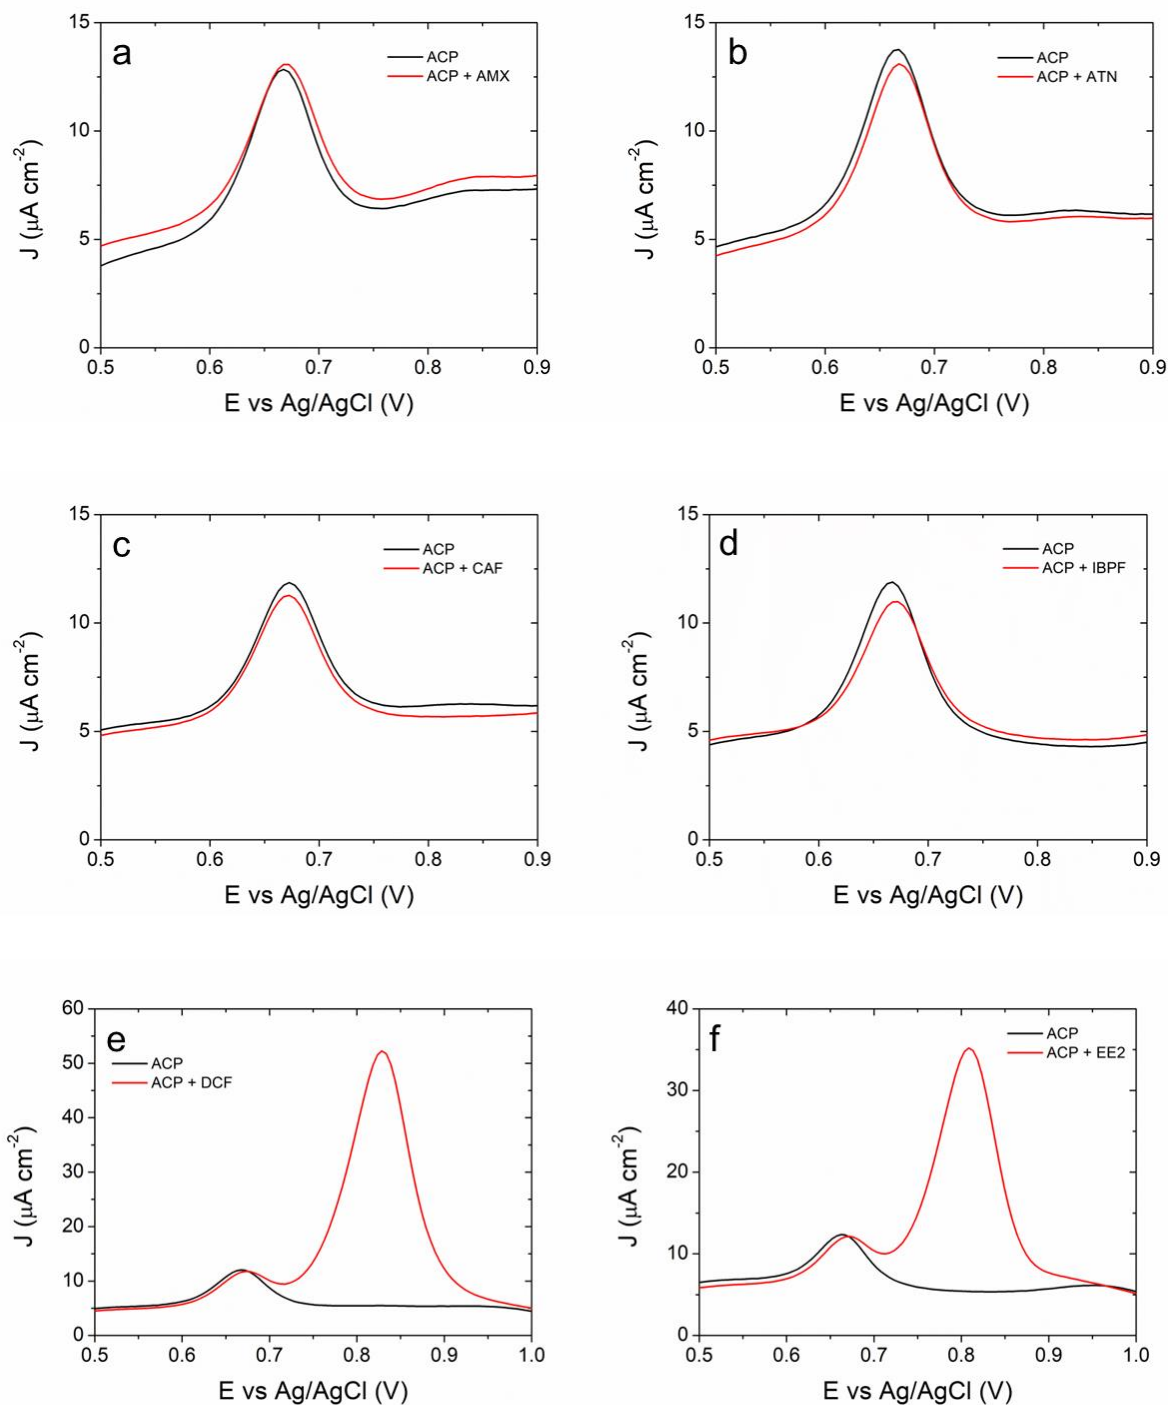 a
ACP
ACP + AMX
15
10
5
0
J (μA cm-2)
0.5 0.6 0.7 0.8 0.9
E vs Ag/AgCl (V)
b
ACP
ACP + ATN
15
10
5
0
J (μA cm-2)
0.5 0.6 0.7 0.8 0.9
E vs Ag/AgCl (V)
c
ACP
ACP + CAF
15
10
5
0
J (μA cm-2)
0.5 0.6 0.7 0.8 0.9
E vs Ag/AgCl (V)
d
ACP
ACP + IBPF
15
10
5
0
J (μA cm-2)
0.5 0.6 0.7 0.8 0.9
E vs Ag/AgCl (V)
e
ACP
ACP + DCF
60
50
40
30
20
10
0
J (μA cm-2)
0.5 0.6 0.7 0.8 0.9 1.0
E vs Ag/AgCl (V)
f
ACP
ACP + EE2
40
30
20
10
0
J (μA cm-2)
0.5 0.6 0.7 0.8 0.9 1.0
E vs Ag/AgCl (V)